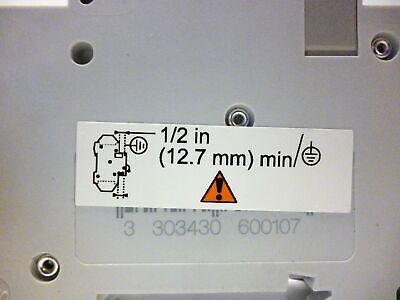 1/2 in
(12.7 mm) min/⏚
3 303430 600107